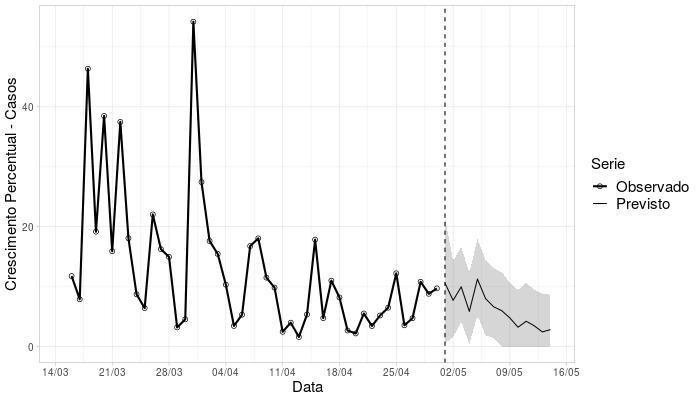 Crescimento Percentual - Casos
40
20
0
14/03 21/03 28/03 04/04 11/04 18/04 25/04 02/05 09/05 16/05
Data
Serie
Observado
Previsto